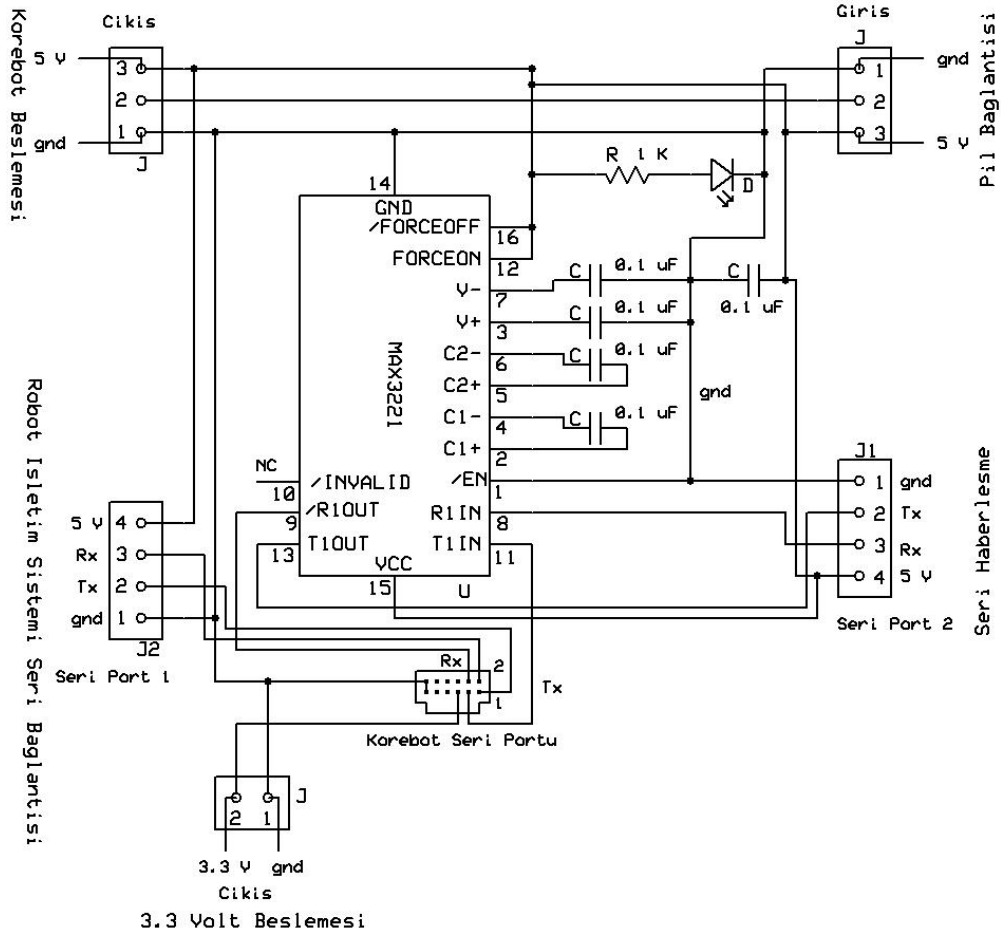 Cikis
Giris
J
Korebot Beslemesi
5 V
3
2
1
gnd
J
1
2
3
gnd
5 V
Pil Baglantisi
R 1 K
D
14
GND
/FORCEOFF
16
FORCEON
12
V-
7
V+
3
C2-
6
C2+
5
C1-
4
C1+
2
/EN
1
R1IN
8
T1IN
11
MAX3221
NC
/INVALID
10
/R1OUT
9
T1OUT
13
VCC
15
U
C 0.1 uF
C
0.1 uF
C 0.1 uF
C 0.1 uF
C 0.1 uF
gnd
J1
1 gnd
2 Tx
3 Rx
4 5 V
Seri Port 2
Seri Haberlesme
Robot Isletim Sistemi Seri Baglantisi
5 V 4
Rx 3
Tx 2
gnd 1
J2
Seri Port 1
Rx
2
1
Tx
Korebot Seri Portu
J
2 1
3.3 V gnd
Cikis
3.3 Volt Beslemesi